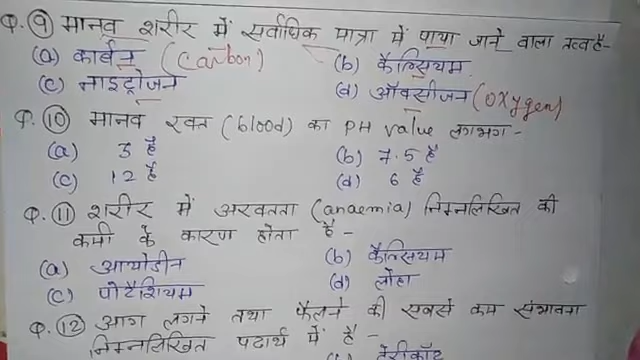 Q. 9 मानव शरीर में सर्वाधिक मात्रा में पाया जाने वाला तत्व है-
(a) कार्बन (Carbon) (b) कैल्सियम
(c) नाइट्रोजन (d) ऑक्सीजन (Oxygen)
Q. 10 मानव रक्त (blood) का PH value लगभग -
(a) 3 है (b) 7.5 है
(c) 12 है (d) 6 है
Q. 11 शरीर में अरक्तता (anaemia) निम्नलिखित की
कमी के कारण होता है -
(a) आयोडीन (b) कैल्सियम
(c) पोटैशियम (d) लोहा
Q. 12 आग लगने तथा फैलने की सबसे कम संभावना
निम्नलिखित पदार्थ में है -
टेरीकॉट